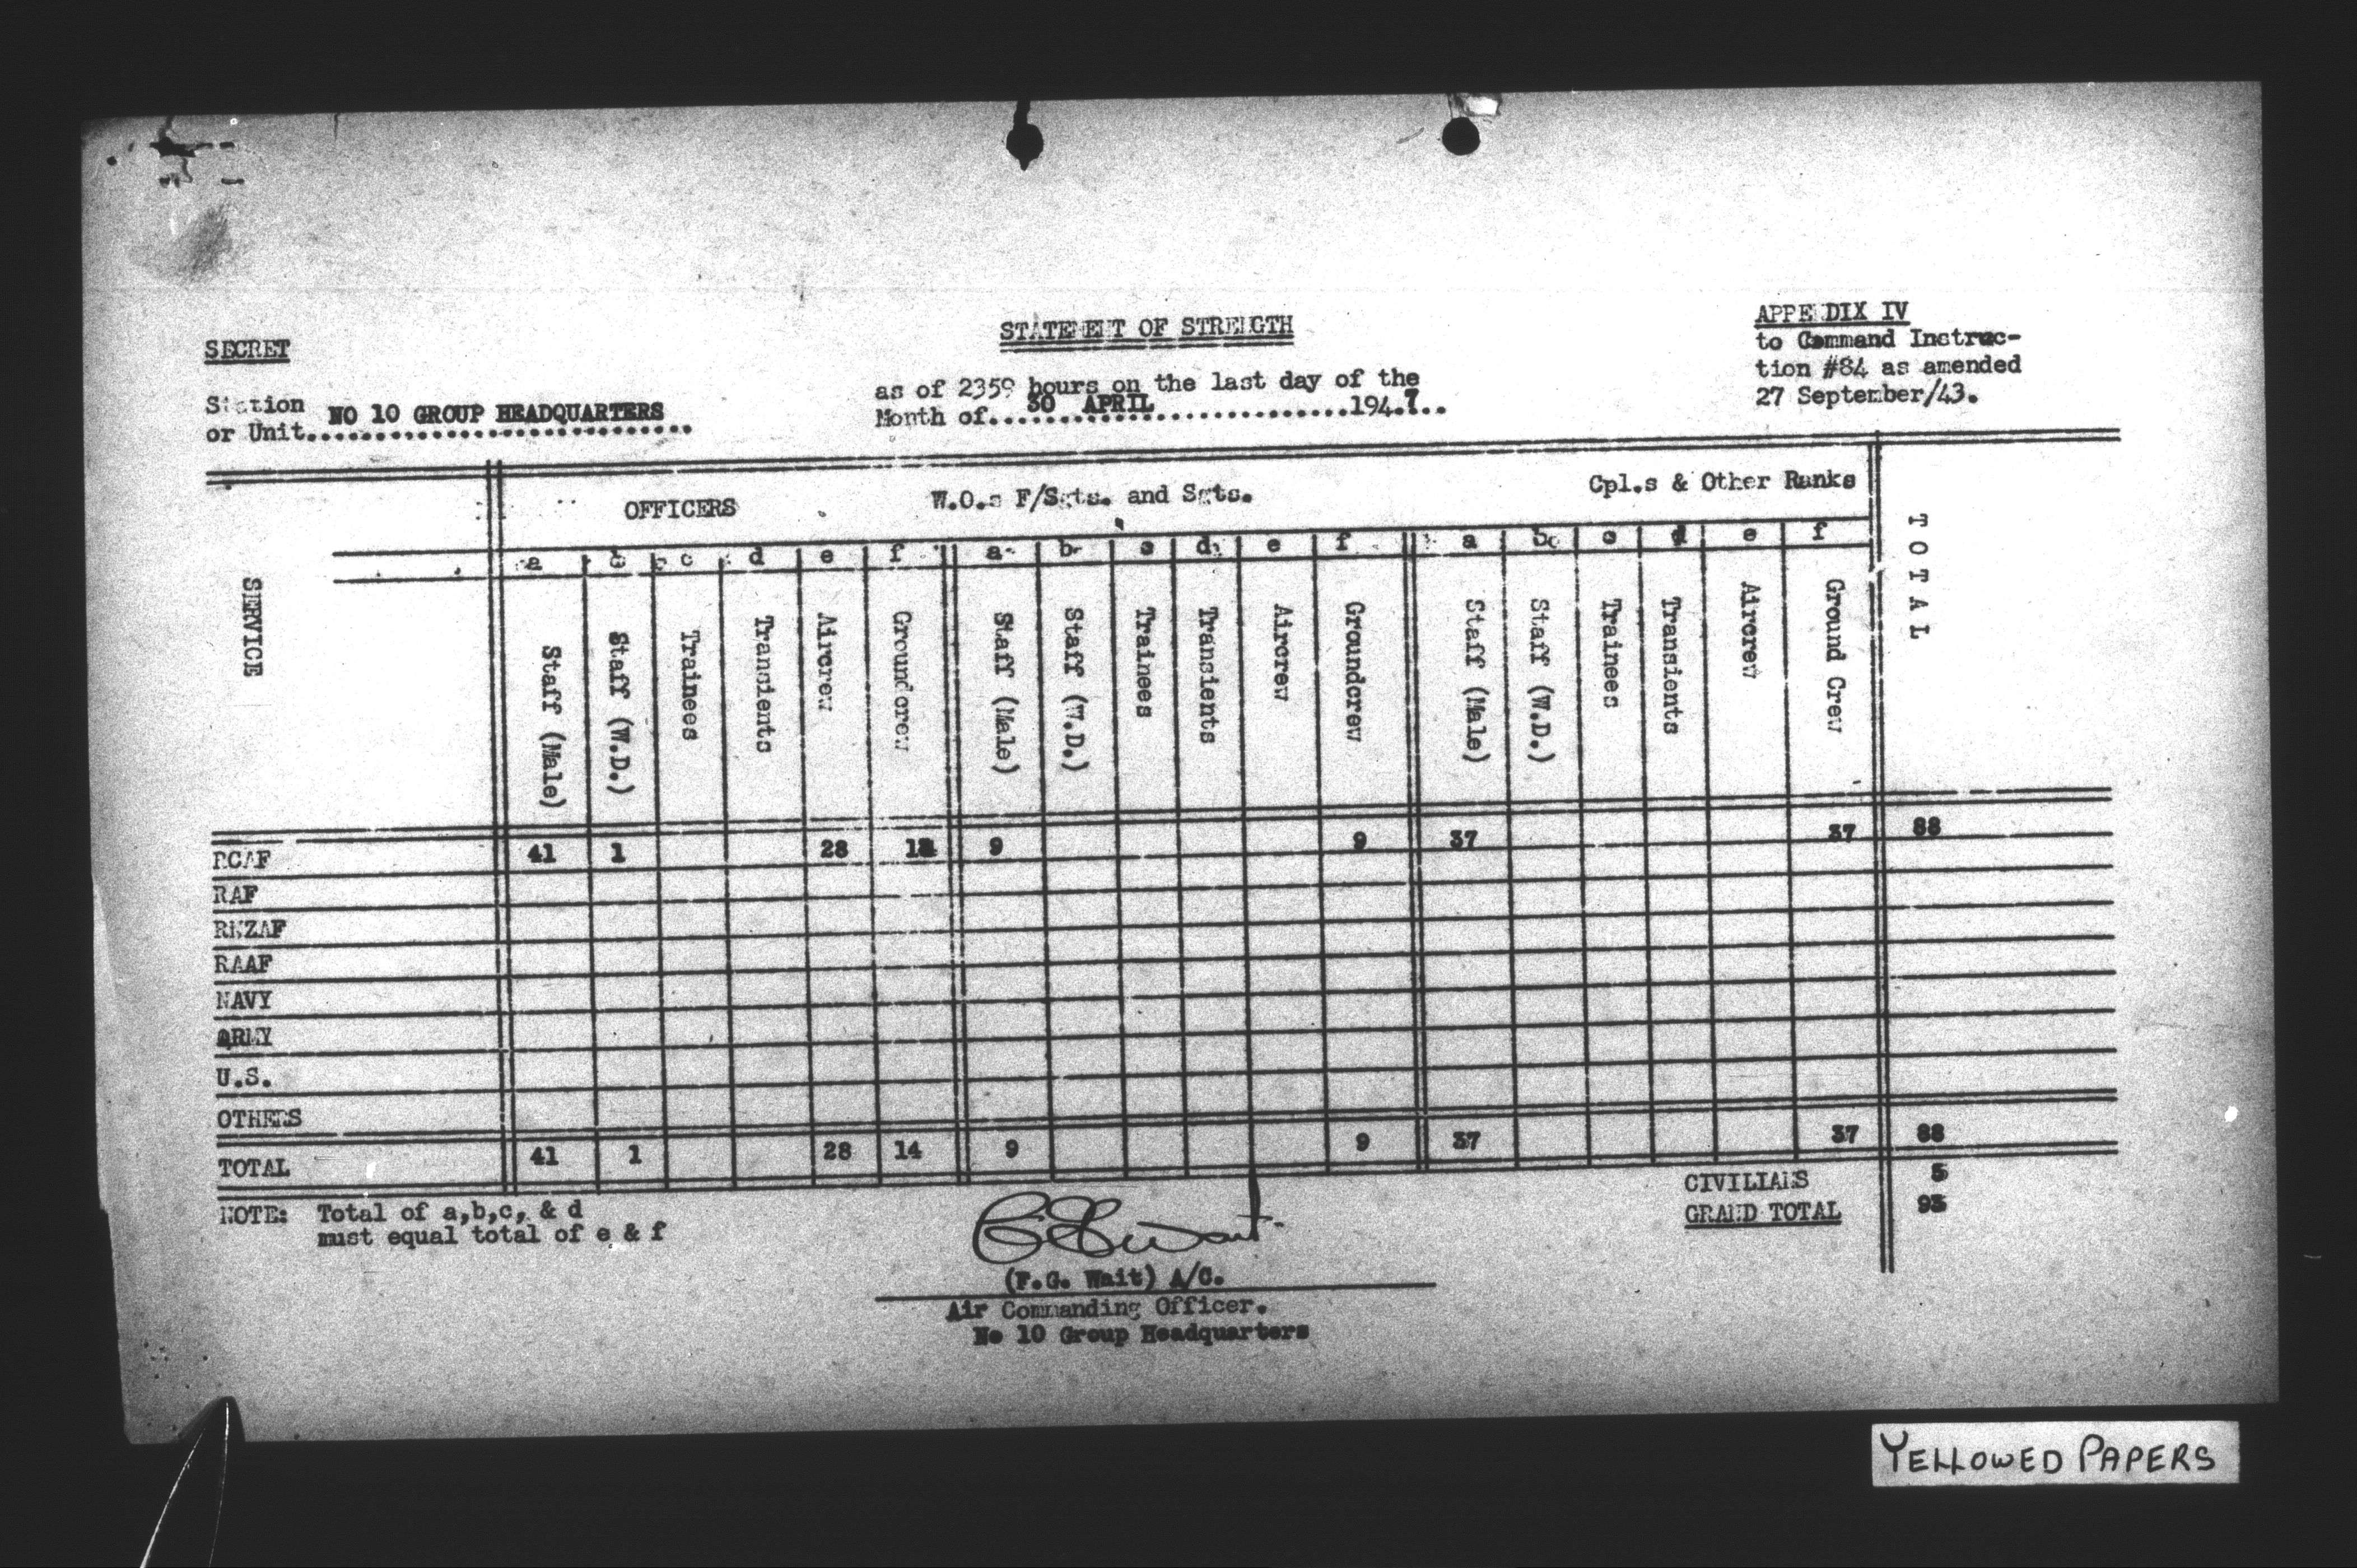 SECRET
STATEMENT OF STRENGTH
APPENDIX IV
to Command Instruc-
tion #84 as amended
27 September/43.
Station
or Unit. NO 10 GROUP HEADQUARTERS
as of 2359 hours on the last day of the
Month of...30 APRIL...194.7...
SERVICE
OFFICERS
W.O.s F/Sgts. and Sgts.
Cpl.s & Other Ranks
TOTAL
a c d e f a b c d e f a b c d e f
Staff (Male)
Staff (W.D.)
Trainees
Transients
Aircrew
Groundcrew
Staff (Male)
Staff (W.D.)
Trainees
Transients
Aircrew
Groundcrew
Staff (Male)
Staff (W.D.)
Trainees
Transients
Aircrew
Ground Crew
RCAF 41 1 28 9 9 37 37 88
RAF
RNZAF
RAAF
NAVY
ARMY
U.S.
OTHERS
TOTAL 41 1 28 14 9 9 37 37 88
CIVILIANS 5
GRAND TOTAL 93
NOTE: Total of a,b,c, & d
must equal total of e & f
(F.G. Wait) A/C.
Air Commanding Officer.
No 10 Group Headquarters
YELLOWED PAPERS